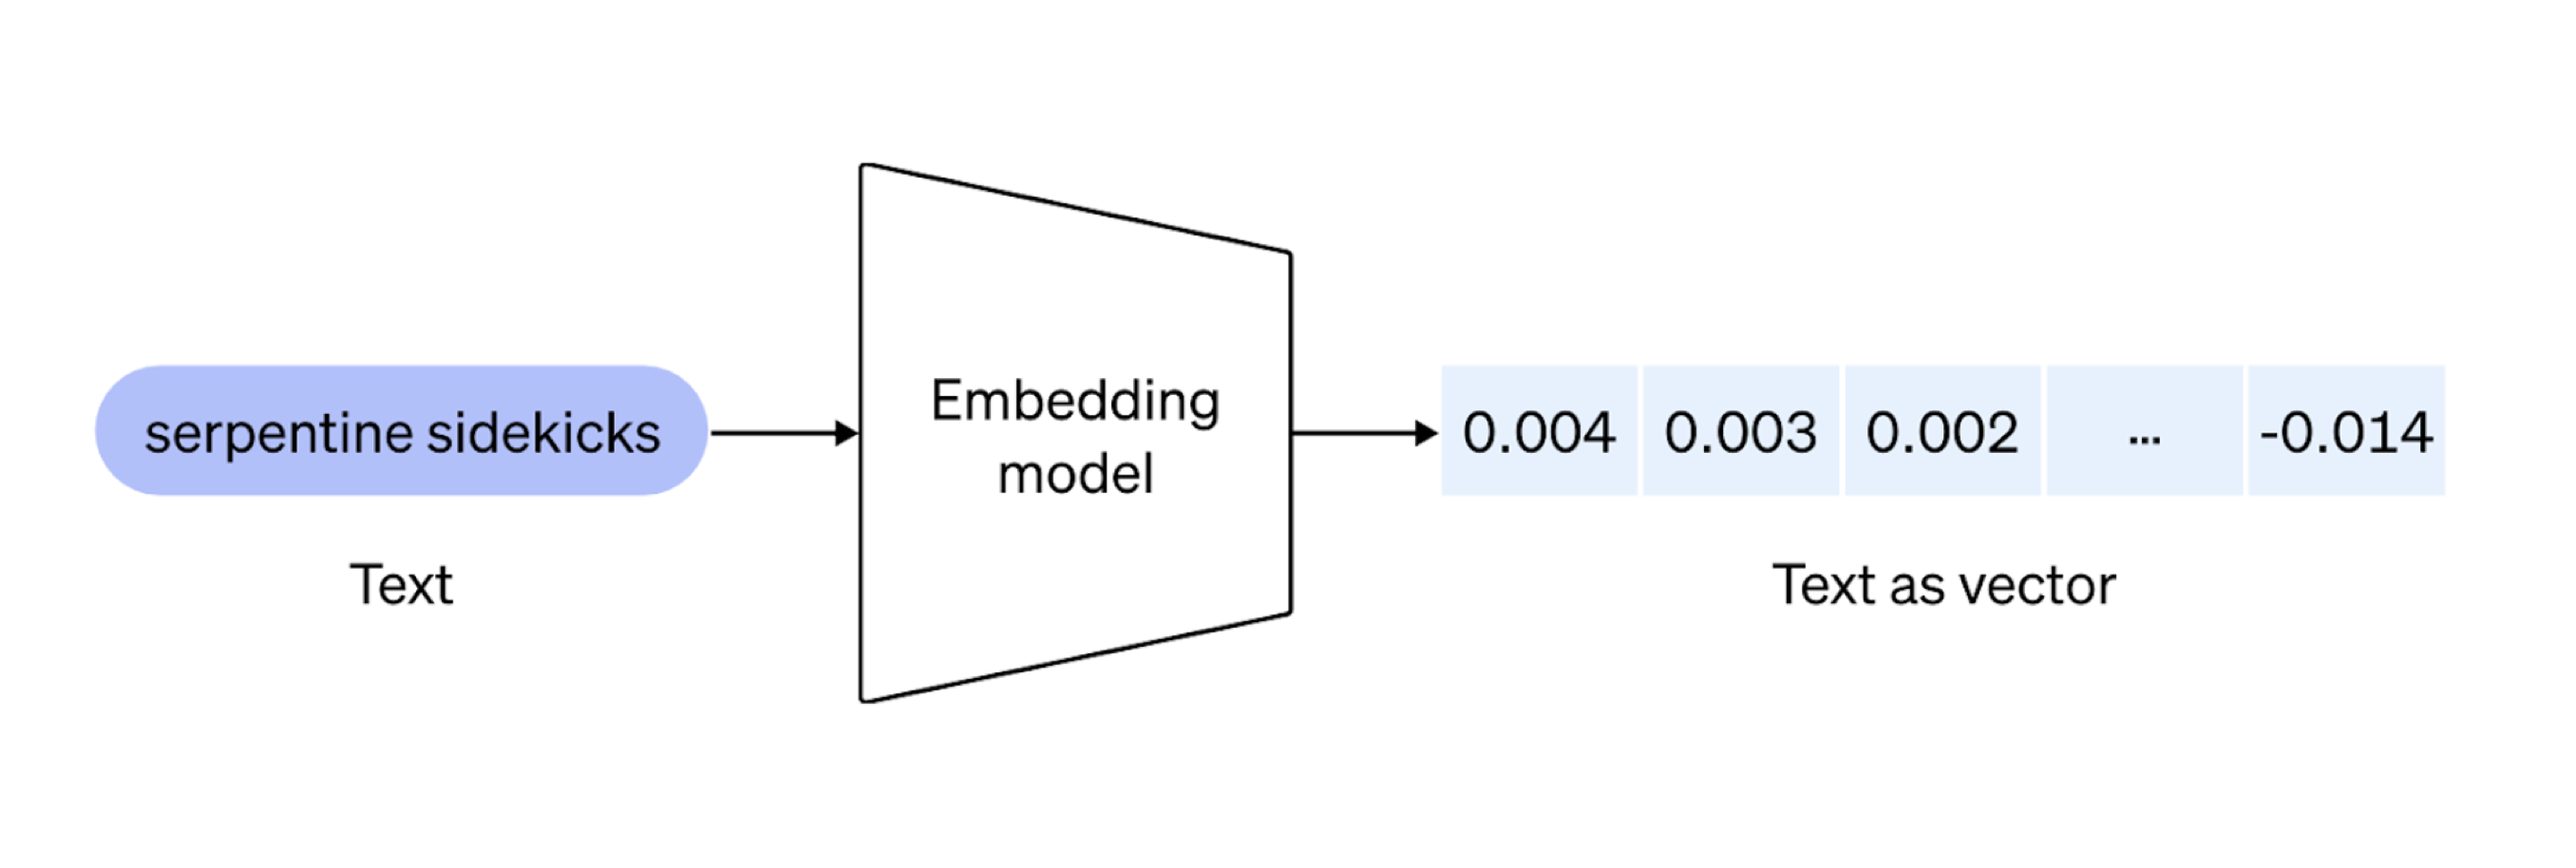 serpentine sidekicks
Text
Embedding
model
0.004 0.003 0.002 ... -0.014
Text as vector